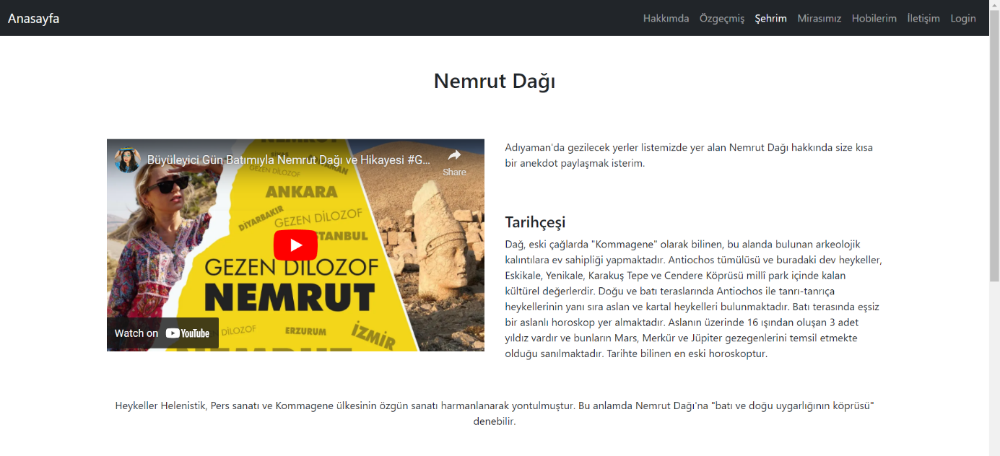 Anasayfa
Hakkımda Özgeçmiş Şehrim Mirasımız Hobilerim İletişim Login
Nemrut Dağı
Büyüleyici Gün Batımıyla Nemrut Dağı ve Hikayesi #G...
Share
GEZEN DİLOZOF
ANKARA
DİYARBAKIR
GEZEN DİLOZOF
GEZEN DİLOZOF
NEMRUT
Watch on YouTube
DİLOZOF
ERZURUM
İZMİR
Adıyaman'da gezilecek yerler listemizde yer alan Nemrut Dağı hakkında size kısa
bir anekdot paylaşmak isterim.
Tarihçeşi
Dağ, eski çağlarda "Kommagene" olarak bilinen, bu alanda bulunan arkeolojik
kalıntılara ev sahipliği yapmaktadır. Antiochos tümülüsü ve buradaki dev heykeller,
Eskikale, Yenikale, Karakuş Tepe ve Cendere Köprüsü millî park içinde kalan
kültürel değerlerdir. Doğu ve batı teraslarında Antiochos ile tanrı-tanrıça
heykellerinin yanı sıra aslan ve kartal heykelleri bulunmaktadır. Batı terasında eşsiz
bir aslanlı horoskop yer almaktadır. Aslanın üzerinde 16 ışından oluşan 3 adet
yıldız vardır ve bunların Mars, Merkür ve Jüpiter gezegenlerini temsil etmekte
olduğu sanılmaktadır. Tarihte bilinen en eski horoskoptur.
Heykeller Helenistik, Pers sanatı ve Kommagene ülkesinin özgün sanatı harmanlanarak yontulmuştur. Bu anlamda Nemrut Dağı'na "batı ve doğu uygarlığının köprüsü"
denebilir.